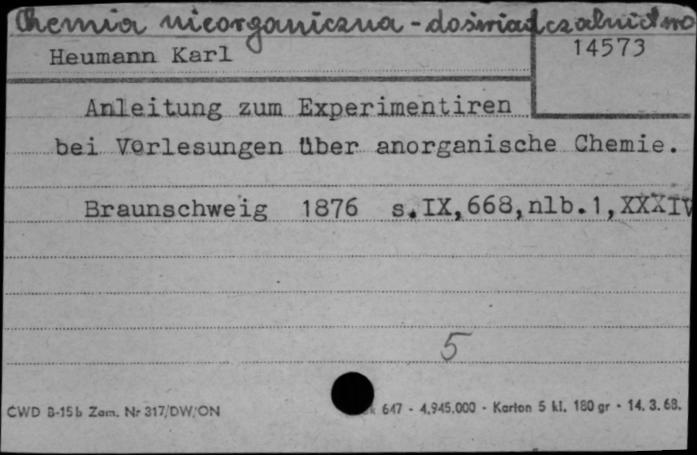 Chemia nieorganiczna - doświadczalnictwo
14573
Heumann Karl
Anleitung zum Experimentiren
bei Vorlesungen über anorganische Chemie.
Braunschweig 1876 s.IX,668,nlb.1,XXXIV
5
CWD B-15b Zam. Nr 317/DW/ON
647 - 4.945.000 - Karton 5 kl. 180 gr - 14.3.68.